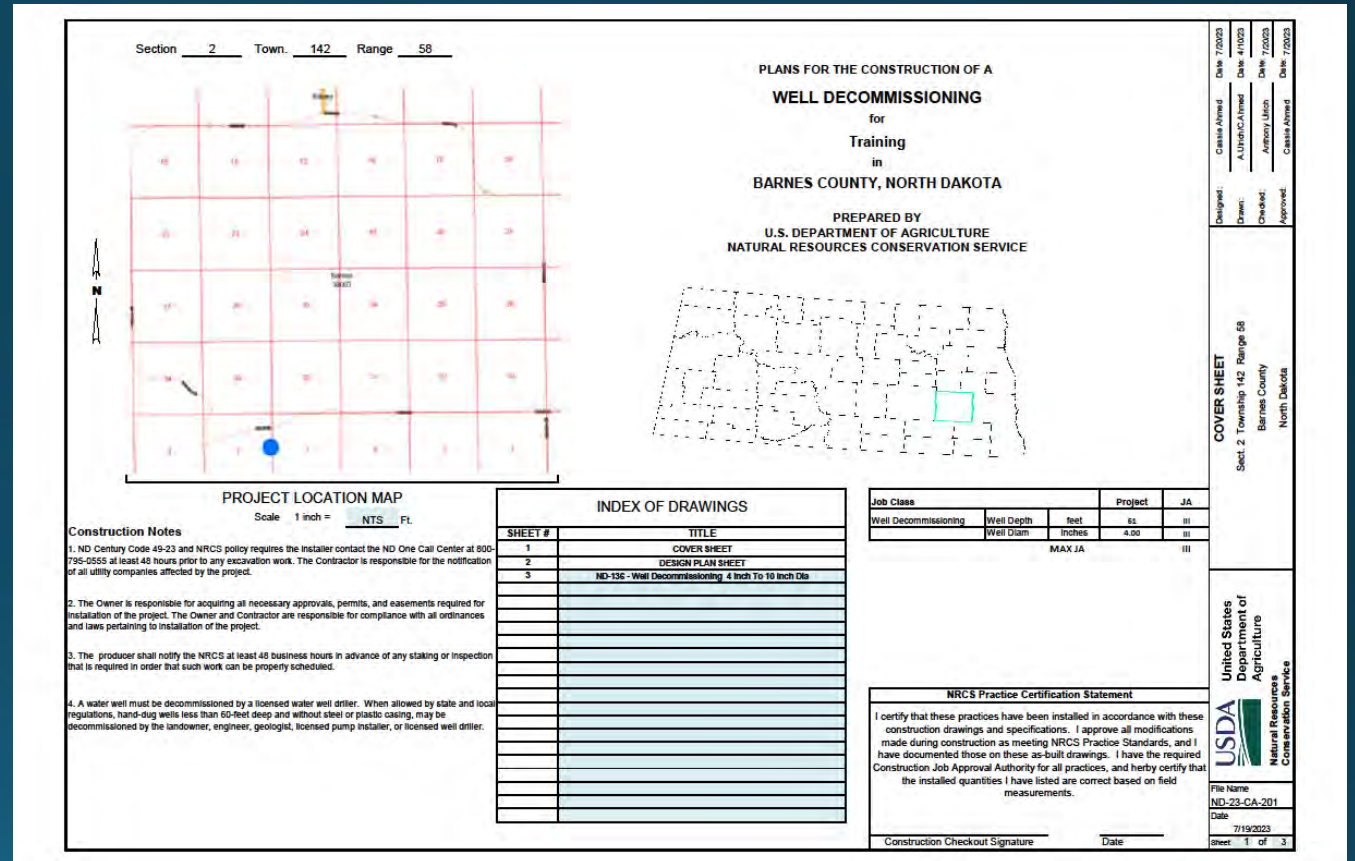 Section 2 Town. 142 Range 58
N
PROJECT LOCATION MAP
Scale 1 inch = NTS Ft.
Construction Notes
1. ND Century Code 49-23 and NRCS policy requires the installer contact the ND One Call Center at 800-
795-0555 at least 48 hours prior to any excavation work. The Contractor is responsible for the notification
of all utility companies affected by the project.
2. The Owner is responsible for acquiring all necessary approvals, permits, and easements required for
installation of the project. The Owner and Contractor are responsible for compliance with all ordinances
and laws pertaining to installation of the project.
3. The producer shall notify the NRCS at least 48 business hours in advance of any staking or inspection
that is required in order that such work can be properly scheduled.
4. A water well must be decommissioned by a licensed water well driller. When allowed by state and local
regulations, hand-dug wells less than 60-feet deep and without steel or plastic casing, may be
decommissioned by the landowner, engineer, geologist, licensed pump installer, or licensed well driller.
PLANS FOR THE CONSTRUCTION OF A
WELL DECOMMISSIONING
for
Training
in
BARNES COUNTY, NORTH DAKOTA
PREPARED BY
U.S. DEPARTMENT OF AGRICULTURE
NATURAL RESOURCES CONSERVATION SERVICE
INDEX OF DRAWINGS
SHEET # TITLE
1 COVER SHEET
2 DESIGN PLAN SHEET
3 ND-136 - Well Decommissioning 4 Inch To 10 Inch Dia
Job Class Project JA
Well Decommissioning Well Depth feet 61 III
Well Diam Inches 4.00 III
MAX JA III
NRCS Practice Certification Statement
I certify that these practices have been installed in accordance with these
construction drawings and specifications. I approve all modifications
made during construction as meeting NRCS Practice Standards, and I
have documented those on these as-built drawings. I have the required
Construction Job Approval Authority for all practices, and herby certify that
the installed quantities I have listed are correct based on field
measurements.
Construction Checkout Signature Date
Designed: Cassie Ahmed Date: 7/20/23
Drawn: A.Ulrich/C.Ahmed Date: 4/10/23
Checked: Anthony Ulrich Date: 7/20/23
Approved: Cassie Ahmed Date: 7/20/23
COVER SHEET
Sect. 2 Township 142 Range 58
Barnes County
North Dakota
United States
Department of
Agriculture
USDA
Natural Resources
Conservation Service
File Name
ND-23-CA-201
Date
7/19/2023
Sheet 1 of 3